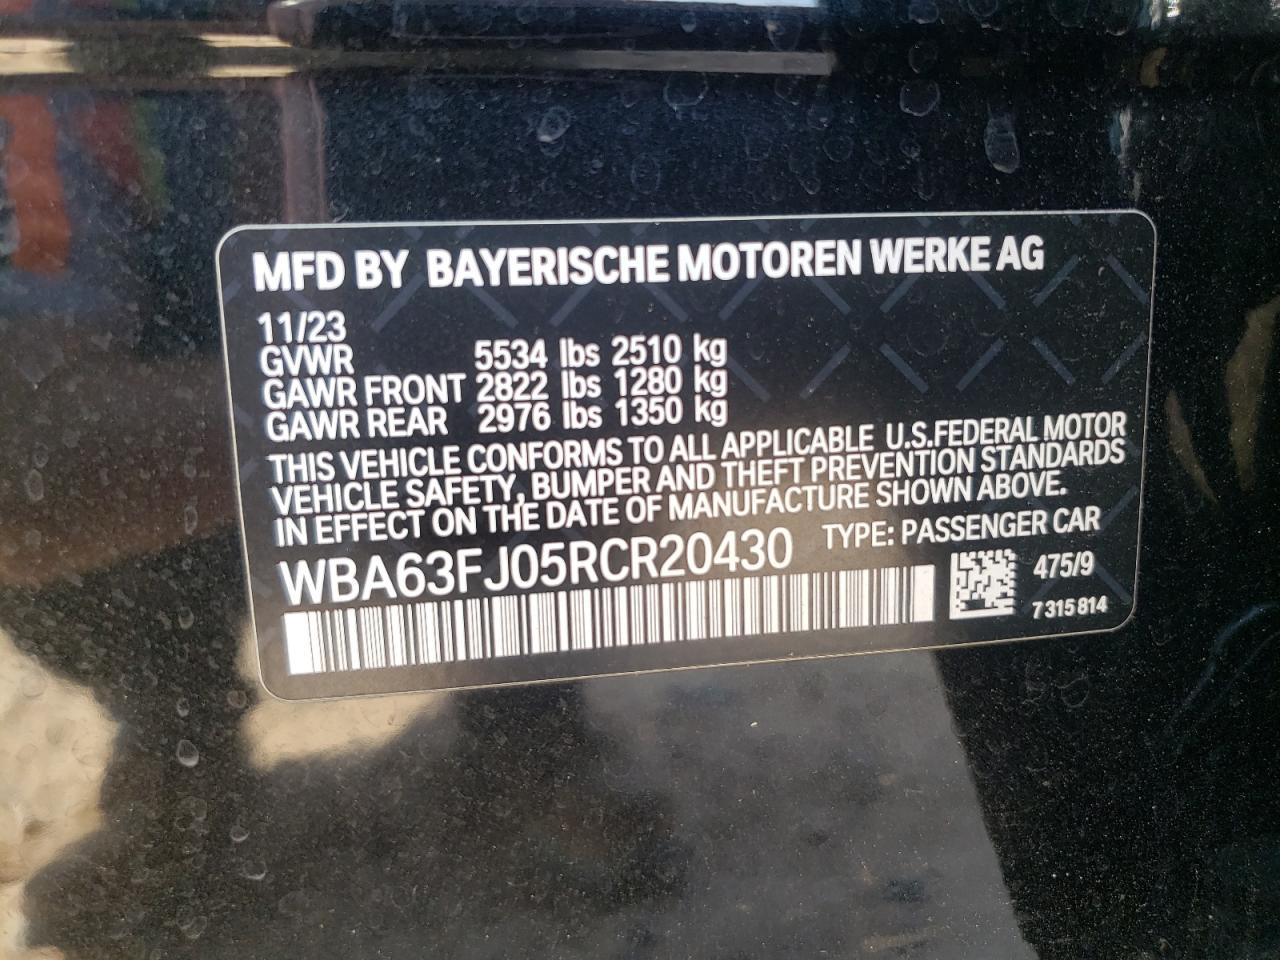 MFD BY BAYERISCHE MOTOREN WERKE AG
11/23
GVWR 5534 lbs 2510 kg
GAWR FRONT 2822 lbs 1280 kg
GAWR REAR 2976 lbs 1350 kg
THIS VEHICLE CONFORMS TO ALL APPLICABLE U.S.FEDERAL MOTOR
VEHICLE SAFETY, BUMPER AND THEFT PREVENTION STANDARDS
IN EFFECT ON THE DATE OF MANUFACTURE SHOWN ABOVE.
WBA63FJ05RCR20430 TYPE: PASSENGER CAR
475/9
7 315 814